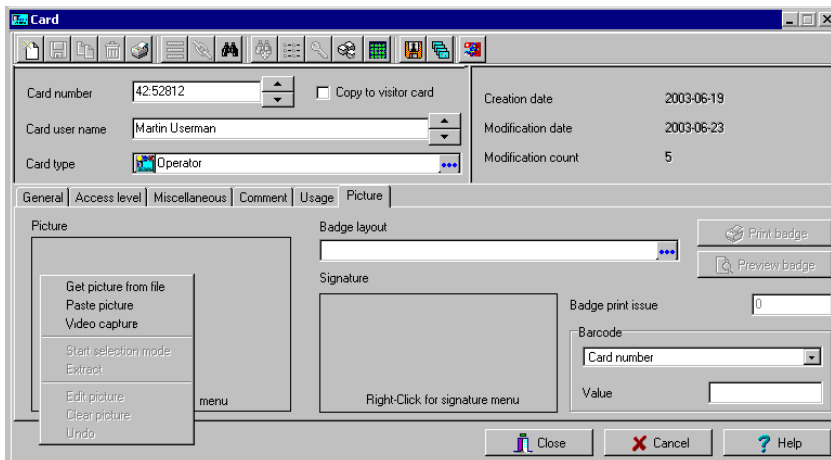 Card
Card number 42:52812 Copy to visitor card
Card user name Martin Userman
Card type Operator
Creation date 2003-06-19
Modification date 2003-06-23
Modification count 5
General Access level Miscellaneous Comment Usage Picture
Picture
Get picture from file
Paste picture
Video capture
Start selection mode
Extract
Edit picture
Clear picture
Undo
menu
Badge layout
Signature
Right-Click for signature menu
Print badge
Preview badge
Badge print issue 0
Barcode
Card number
Value
Close Cancel Help